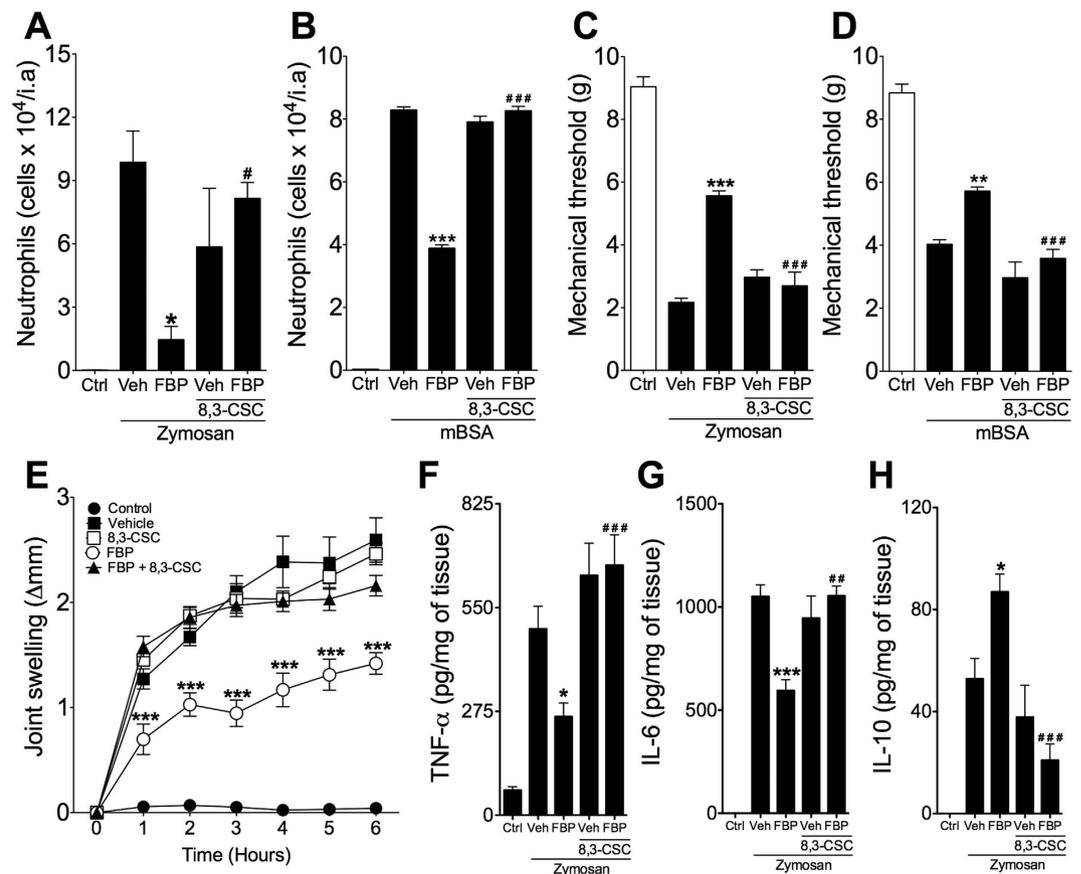 A
Neutrophils (cells x 10⁴/i.a)
15
12
9
6
3
0
*
#
Ctrl Veh FBP Veh FBP
8,3-CSC
Zymosan
B
Neutrophils (cells x 10⁴/i.a)
10
8
6
4
2
0
***
###
Veh FBP Veh FBP
8,3-CSC
mBSA
C
Mechanical threshold (g)
10
8
6
4
2
0
***
###
Ctrl Veh FBP Veh FBP
8,3-CSC
Zymosan
D
Mechanical threshold (g)
10
8
6
4
2
0
**
###
Ctrl Veh FBP Veh FBP
8,3-CSC
mBSA
E
Joint swelling (Δmm)
3
2
1
0
Control
Vehicle
8,3-CSC
FBP
FBP + 8,3-CSC
*** *** *** *** *** ***
0 1 2 3 4 5 6
Time (Hours)
F
TNF-α (pg/mg of tissue)
825
550
275
0
*
###
Ctrl Veh FBP Veh FBP
8,3-CSC
Zymosan
G
IL-6 (pg/mg of tissue)
1500
1000
500
0
***
##
Ctrl Veh FBP Veh FBP
8,3-CSC
Zymosan
H
IL-10 (pg/mg of tissue)
120
80
40
0
*
###
Ctrl Veh FBP Veh FBP
8,3-CSC
Zymosan